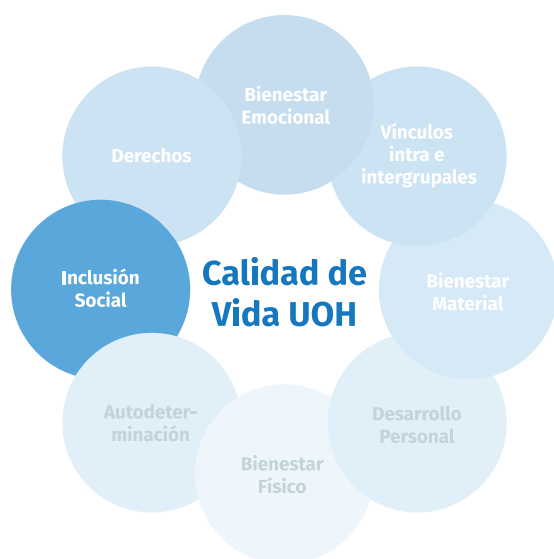 Bienestar
Emocional
Vínculos
intra e
intergrupales
Derechos
Inclusión
Social
Calidad de
Vida UOH
Bienestar
Material
Autodeter-
minación
Desarrollo
Personal
Bienestar
Físico